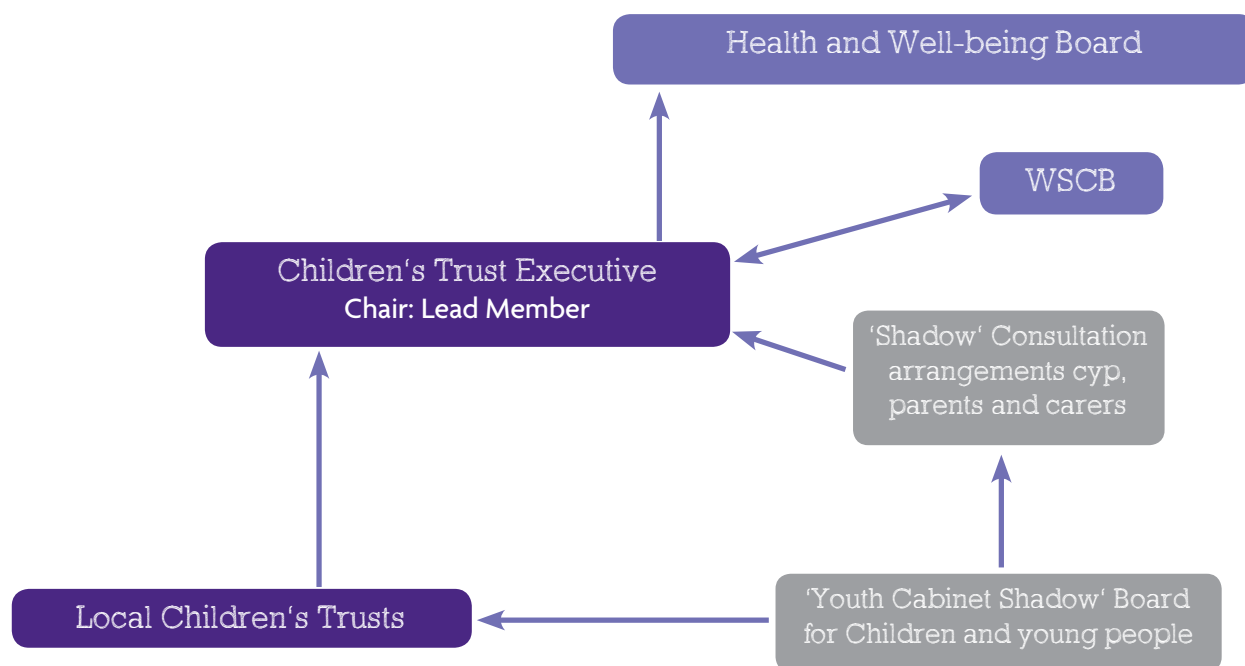 Health and Well-being Board
WSCB
Children‘s Trust Executive
Chair: Lead Member
‘Shadow‘ Consultation
arrangements cyp,
parents and carers
Local Children‘s Trusts
‘Youth Cabinet Shadow‘ Board
for Children and young people